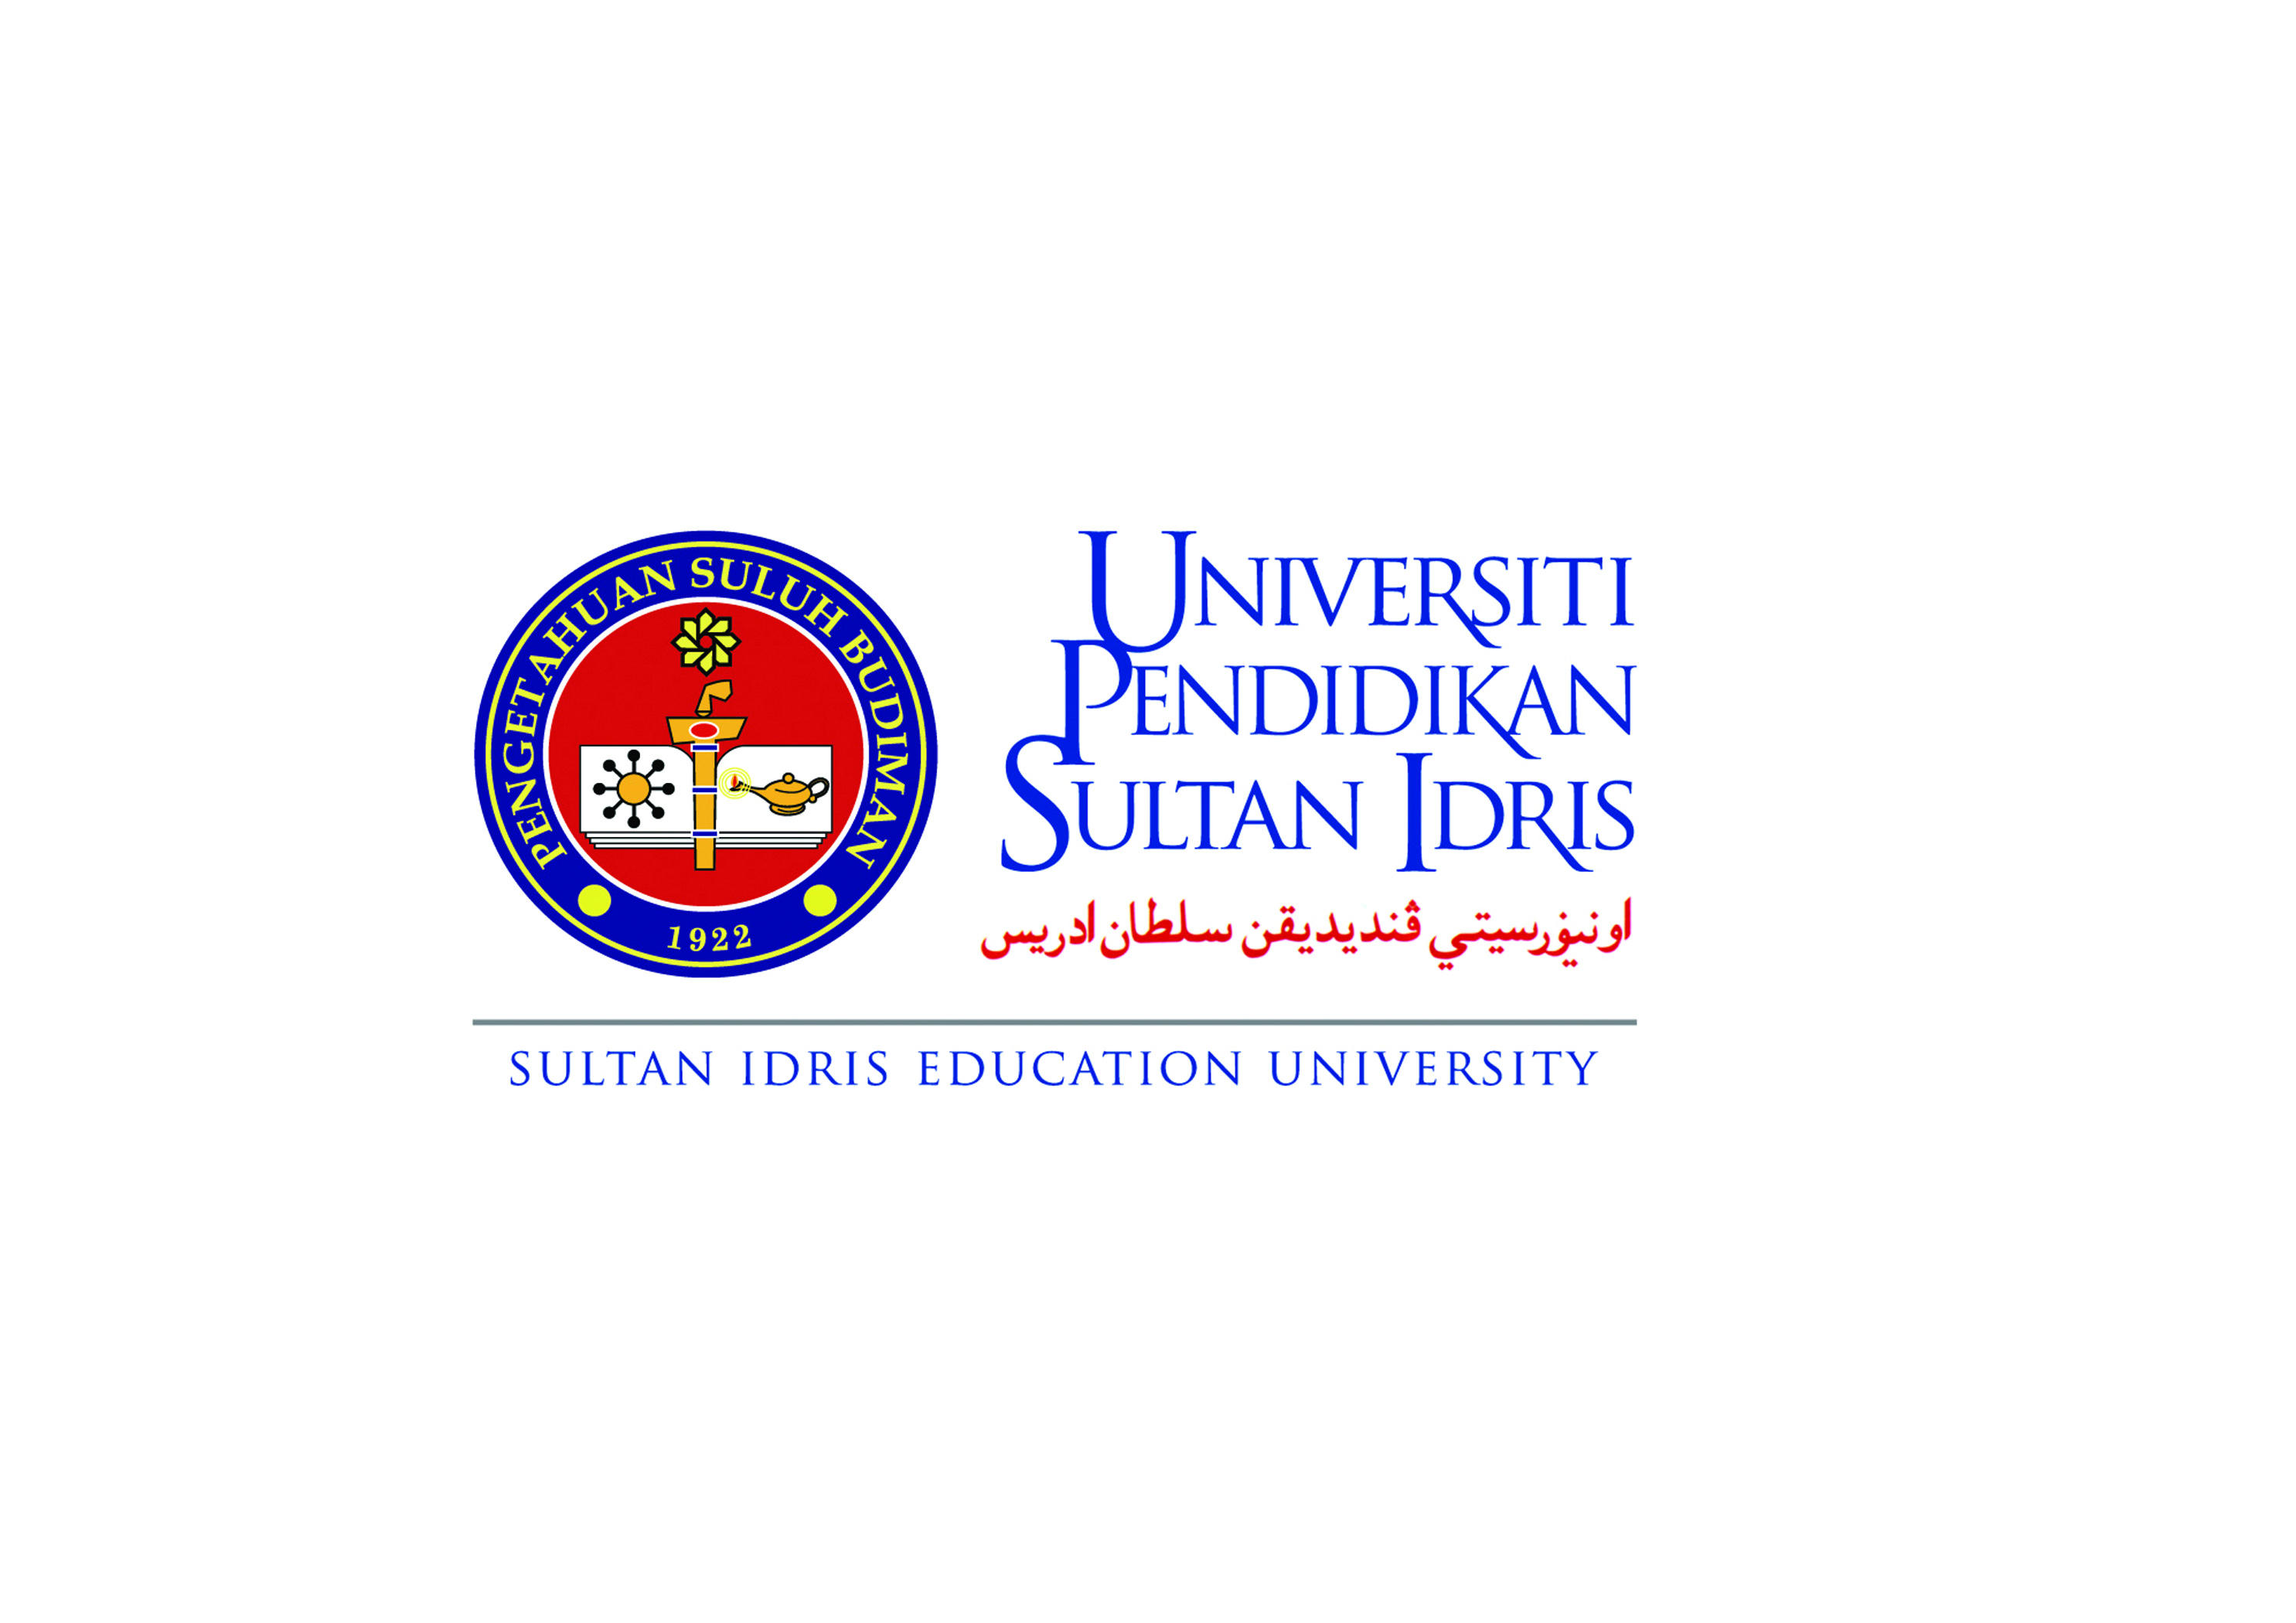 PENGETAHUAN SULUH BUDIMAN
1922
UNIVERSITI
PENDIDIKAN
SULTAN IDRIS
اونيۏرسيتي ڤنديديقن سلطان ادريس
SULTAN IDRIS EDUCATION UNIVERSITY